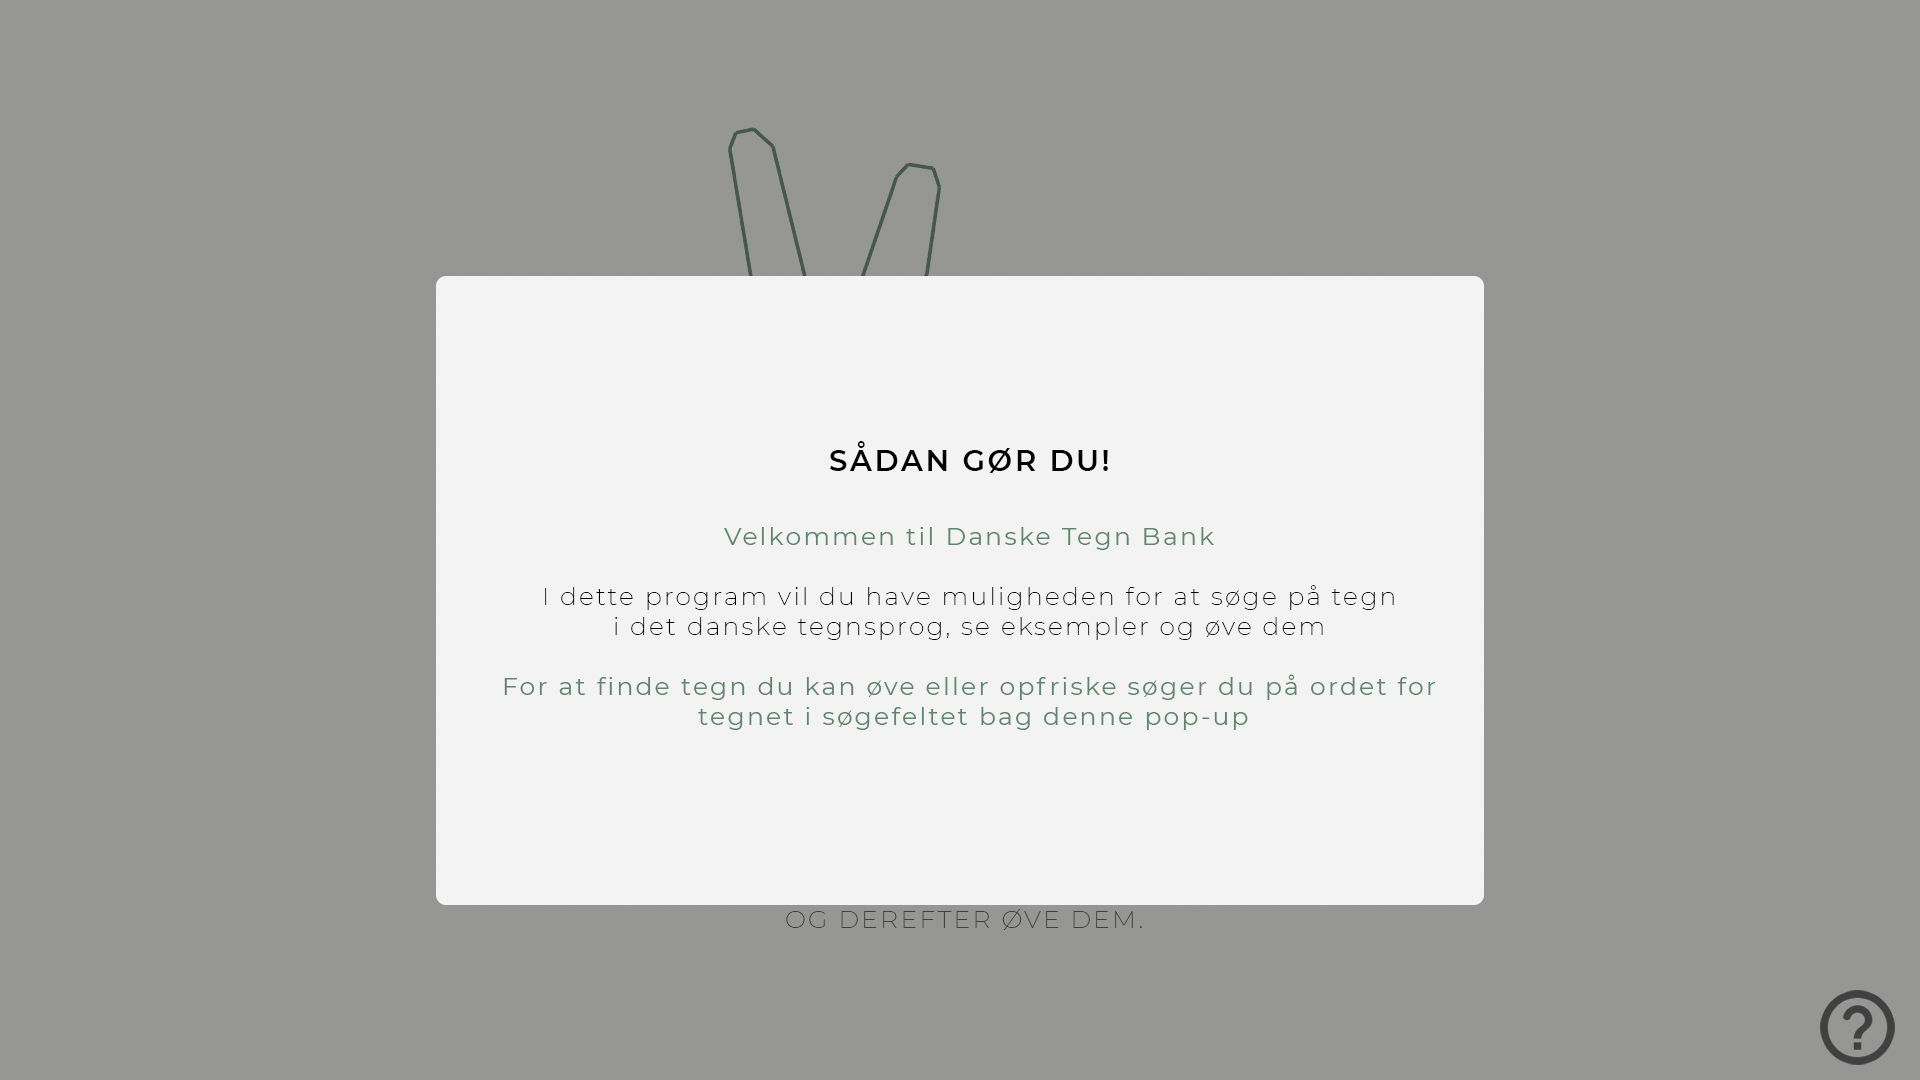 SÅDAN GØR DU!
Velkommen til Danske Tegn Bank
I dette program vil du have muligheden for at søge på tegn
i det danske tegnsprog, se eksempler og øve dem
For at finde tegn du kan øve eller opfriske søger du på ordet for
tegnet i søgefeltet bag denne pop-up
OG DEREFTER ØVE DEM.
?